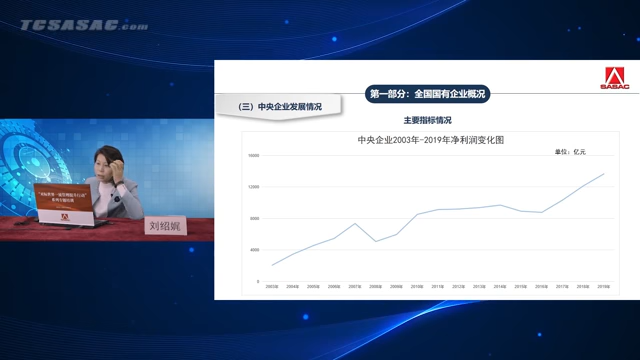 TCSASAC.com
第一部分：全国国有企业概况
SASAC
（三）中央企业发展情况
主要指标情况
中央企业2003年-2019年净利润变化图
单位：亿元
16000
12000
8000
4000
0
2003年 2004年 2005年 2006年 2007年 2008年 2009年 2010年 2011年 2012年 2013年 2014年 2015年 2016年 2017年 2018年 2019年
系列专题培训
SASAC
刘绍娓